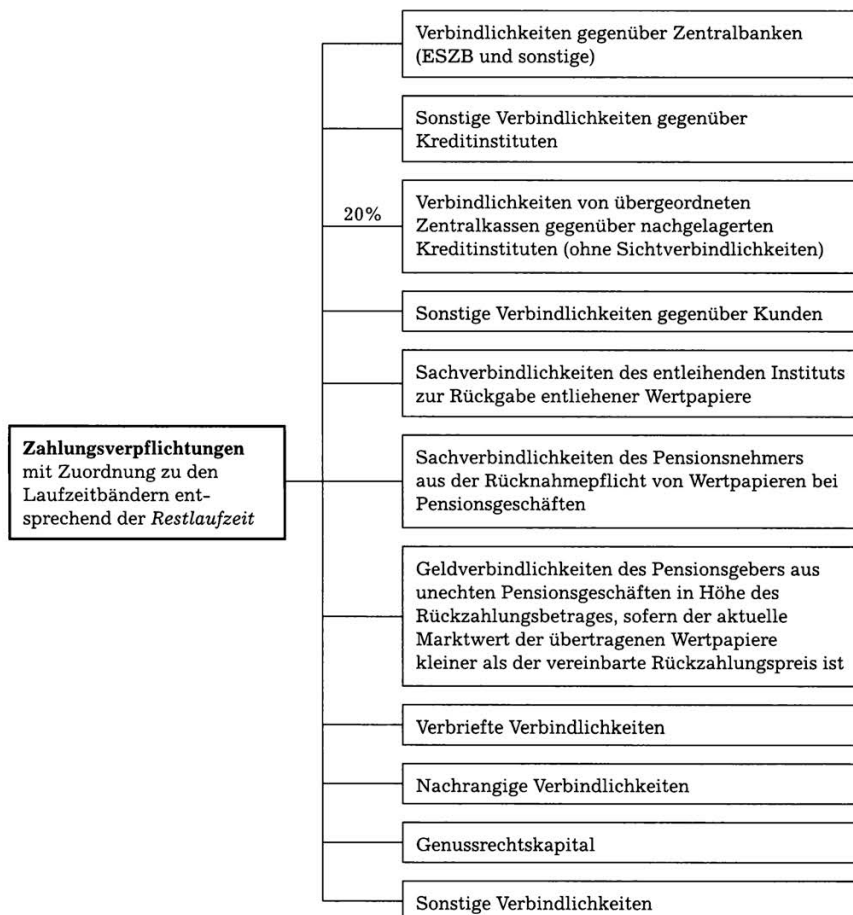 Verbindlichkeiten gegenüber Zentralbanken
(ESZB und sonstige)
Sonstige Verbindlichkeiten gegenüber
Kreditinstituten
20%
Verbindlichkeiten von übergeordneten
Zentralkassen gegenüber nachgelagerten
Kreditinstituten (ohne Sichtverbindlichkeiten)
Sonstige Verbindlichkeiten gegenüber Kunden
Sachverbindlichkeiten des entleihenden Instituts
zur Rückgabe entliehener Wertpapiere
Zahlungsverpflichtungen
mit Zuordnung zu den
Laufzeitbändern ent-
sprechend der Restlaufzeit
Sachverbindlichkeiten des Pensionsnehmers
aus der Rücknahmepflicht von Wertpapieren bei
Pensionsgeschäften
Geldverbindlichkeiten des Pensionsgebers aus
unechten Pensionsgeschäften in Höhe des
Rückzahlungsbetrages, sofern der aktuelle
Marktwert der übertragenen Wertpapiere
kleiner als der vereinbarte Rückzahlungspreis ist
Verbriefte Verbindlichkeiten
Nachrangige Verbindlichkeiten
Genussrechtskapital
Sonstige Verbindlichkeiten